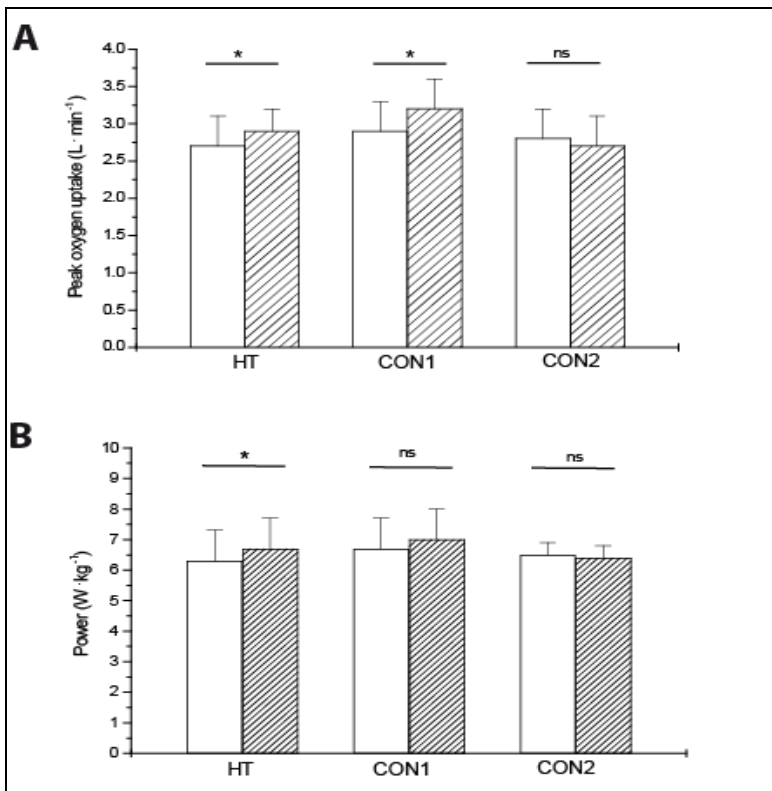 A
Peak oxygen uptake (L · min⁻¹)
4.0
3.5
3.0
2.5
2.0
1.5
1.0
0.5
0.0
*
*
ns
HT
CON1
CON2
B
Power (W ·kg⁻¹)
10
9
8
7
6
5
4
3
2
1
0
*
ns
ns
HT
CON1
CON2